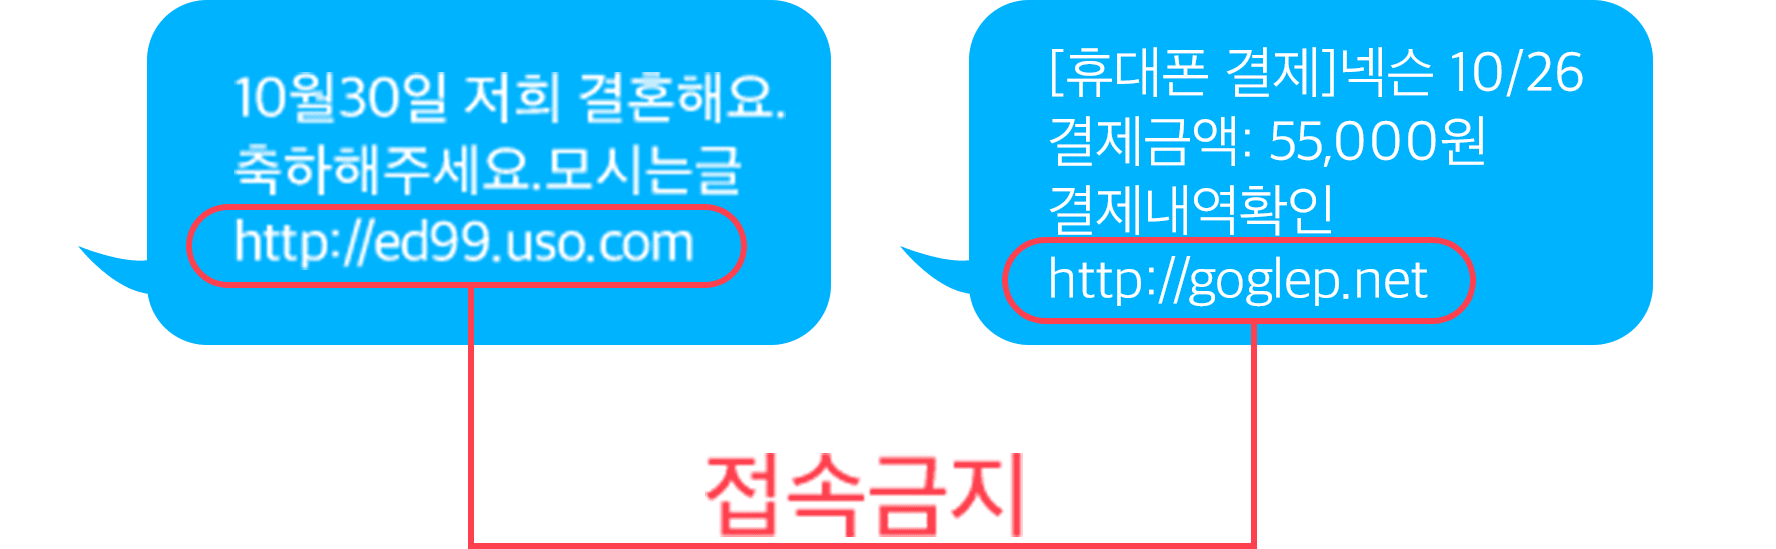 10월30일 저희 결혼해요.
축하해주세요.모시는글
http://ed99.uso.com
[휴대폰 결제]넥슨 10/26
결제금액: 55,000원
결제내역확인
http://goglep.net
접속금지